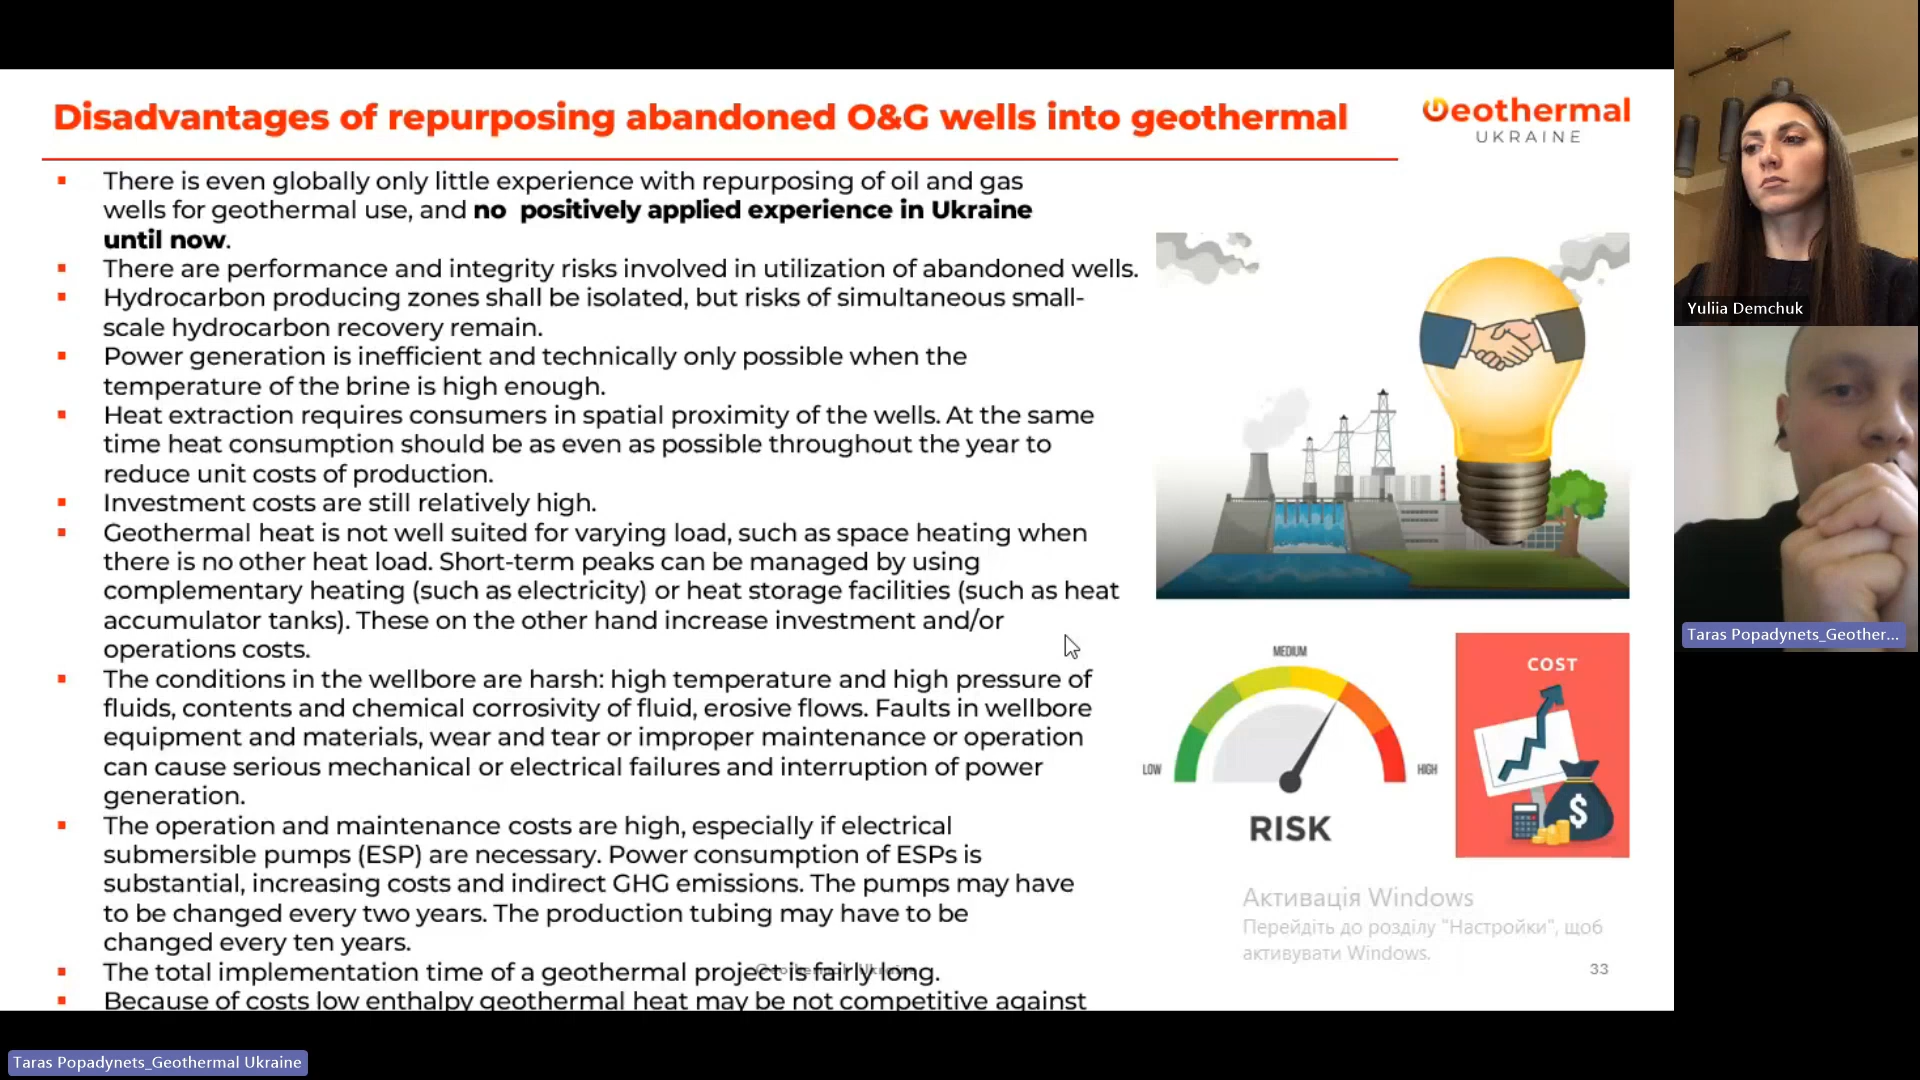 Disadvantages of repurposing abandoned O&G wells into geothermal
Geothermal
UKRAINE
▪ There is even globally only little experience with repurposing of oil and gas
wells for geothermal use, and no positively applied experience in Ukraine
until now.
▪ There are performance and integrity risks involved in utilization of abandoned wells.
▪ Hydrocarbon producing zones shall be isolated, but risks of simultaneous small-
scale hydrocarbon recovery remain.
▪ Power generation is inefficient and technically only possible when the
temperature of the brine is high enough.
▪ Heat extraction requires consumers in spatial proximity of the wells. At the same
time heat consumption should be as even as possible throughout the year to
reduce unit costs of production.
▪ Investment costs are still relatively high.
▪ Geothermal heat is not well suited for varying load, such as space heating when
there is no other heat load. Short-term peaks can be managed by using
complementary heating (such as electricity) or heat storage facilities (such as heat
accumulator tanks). These on the other hand increase investment and/or
operations costs.
▪ The conditions in the wellbore are harsh: high temperature and high pressure of
fluids, contents and chemical corrosivity of fluid, erosive flows. Faults in wellbore
equipment and materials, wear and tear or improper maintenance or operation
can cause serious mechanical or electrical failures and interruption of power
generation.
▪ The operation and maintenance costs are high, especially if electrical
submersible pumps (ESP) are necessary. Power consumption of ESPs is
substantial, increasing costs and indirect GHG emissions. The pumps may have
to be changed every two years. The production tubing may have to be
changed every ten years.
▪ The total implementation time of a geothermal project is fairly long.
▪ Because of costs low enthalpy geothermal heat may be not competitive against
Geothermal Ukraine
MEDIUM
LOW
HIGH
RISK
COST
$
Активація Windows
Перейдіть до розділу "Настройки", щоб
активувати Windows.
33
Yuliia Demchuk
Taras Popadynets_Geother...
Taras Popadynets_Geothermal Ukraine